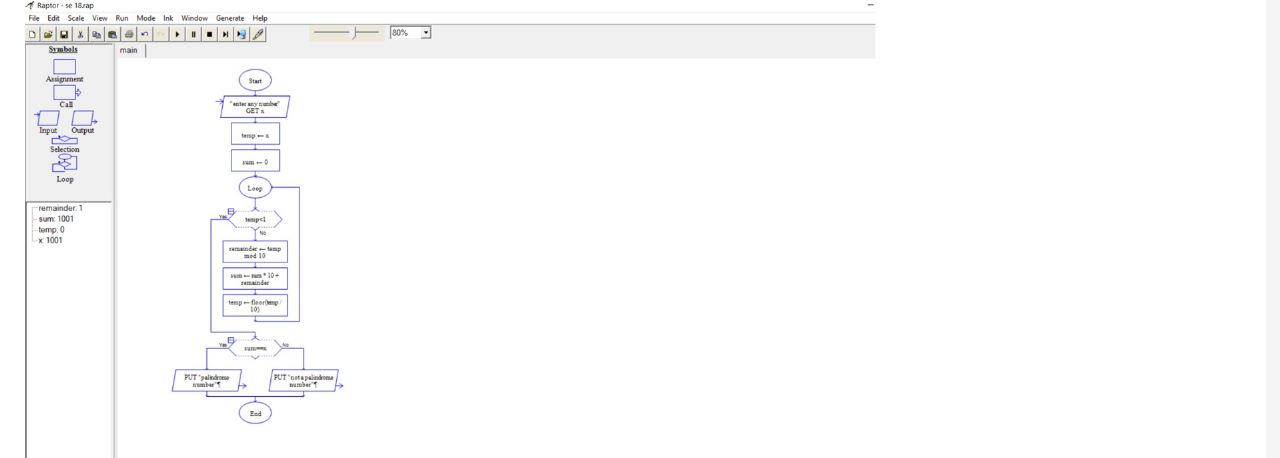 Raptor - se 18.rap
File Edit Scale View Run Mode Ink Window Generate Help
80%
Symbols
Assignment
Call
Input Output
Selection
Loop
remainder: 1
sum: 1001
temp: 0
x: 1001
main
Start
"enter any number"
GET x
temp ← x
sum ← 0
Loop
Yes
temp<1
No
remainder ← temp
mod 10
sum ← sum * 10 +
remainder
temp ← floor(temp /
10)
Yes
sum==x
No
PUT "palindrome
number"¶
PUT "not a palindrome
number"¶
End